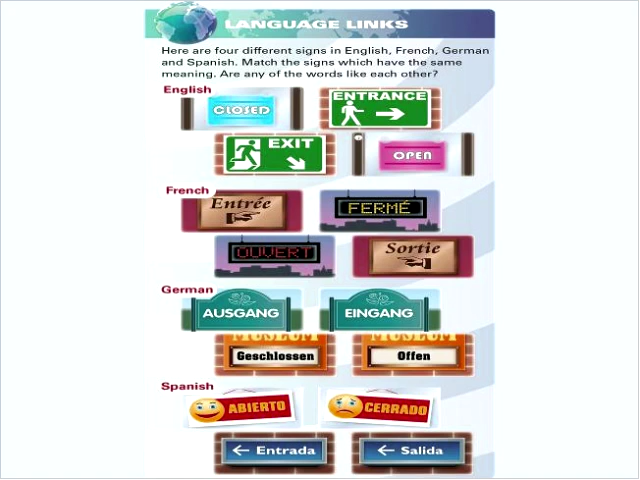 LANGUAGE LINKS
Here are four different signs in English, French, German
and Spanish. Match the signs which have the same
meaning. Are any of the words like each other?
English
CLOSED
ENTRANCE
EXIT
OPEN
French
Entrée
FERMÉ
OUVERT
Sortie
German
AUSGANG
EINGANG
MUSEUM
MUSEUM
Geschlossen
Offen
Spanish
ABIERTO
CERRADO
Entrada
Salida